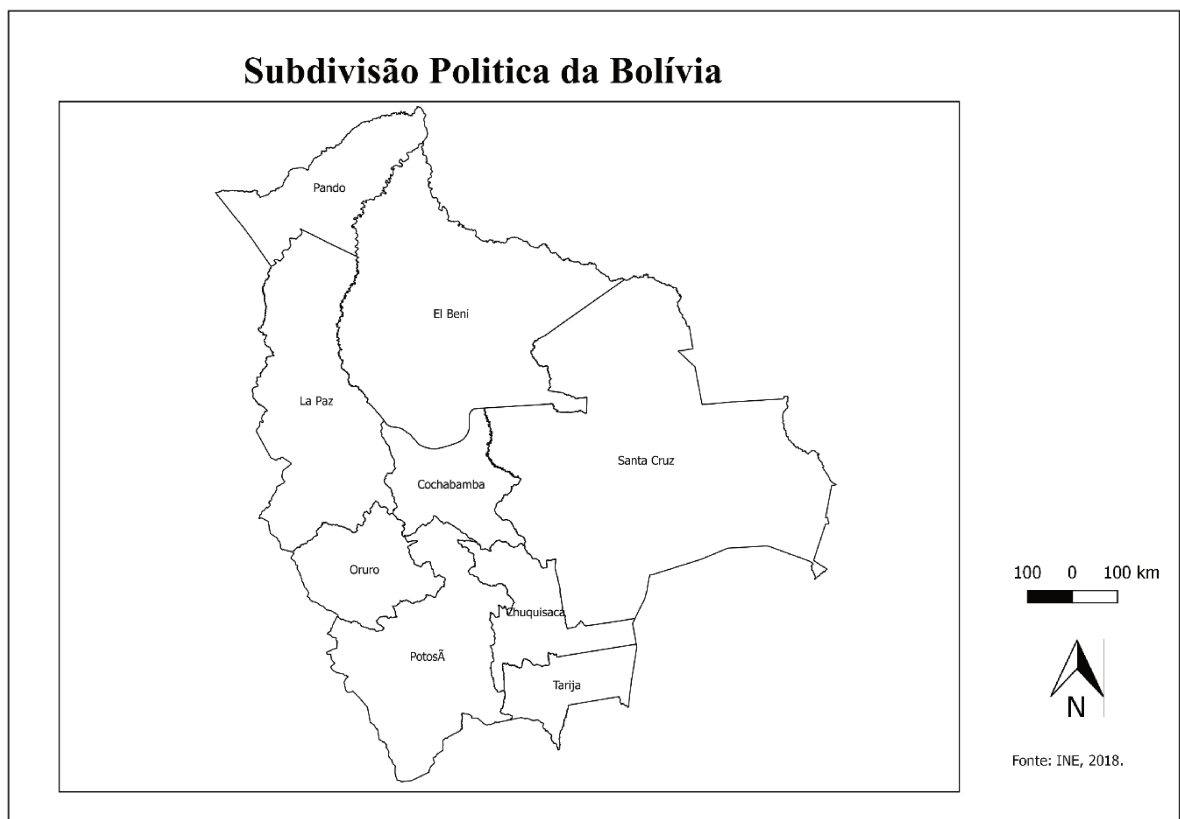 Subdivisão Politica da Bolívia
Pando
El Beni
La Paz
Santa Cruz
Cochabamba
Oruro
Chuquisaca
PotosÃ
Tarija
100 0 100 km
N
Fonte: INE, 2018.